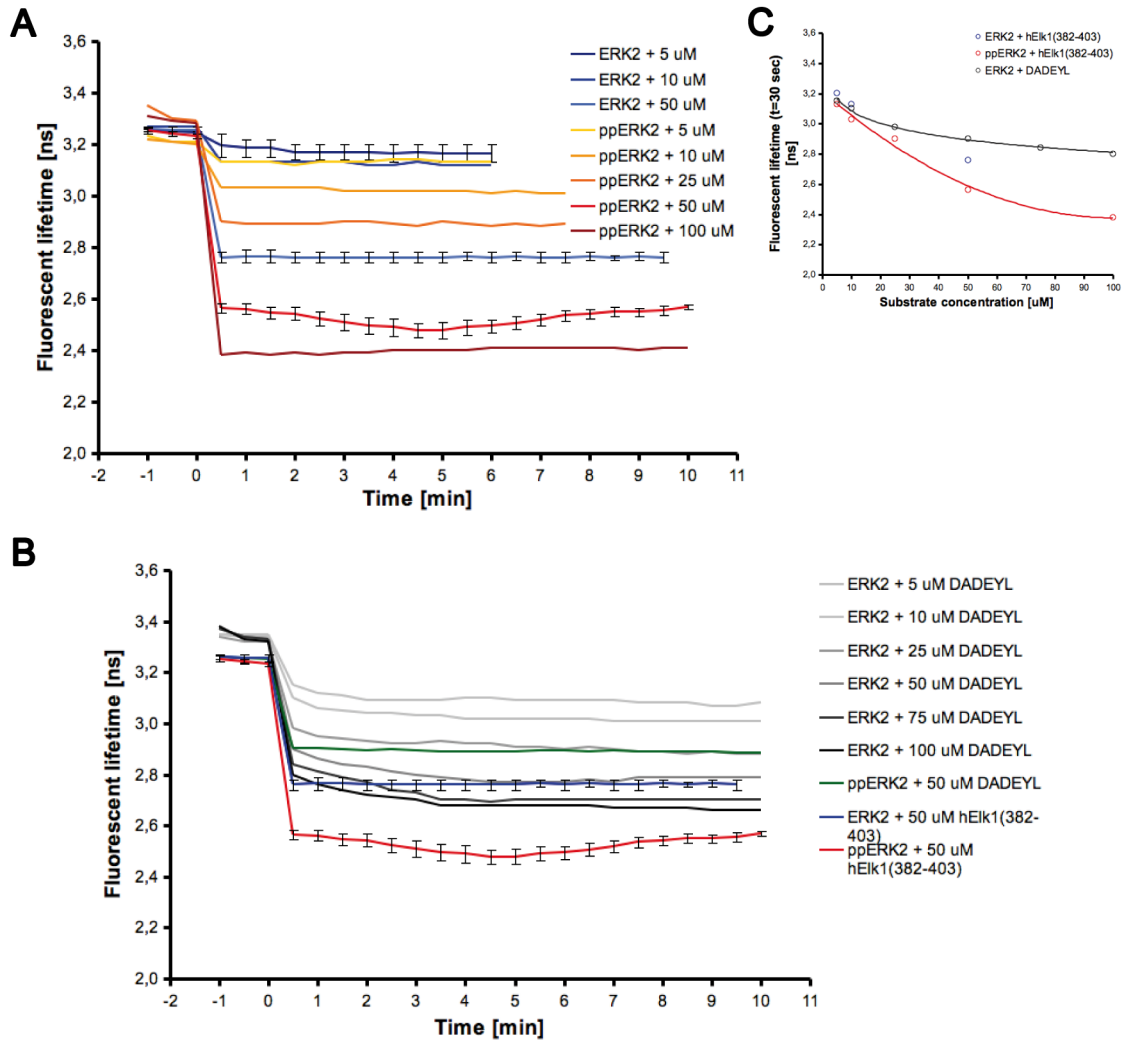 A
3,6
3,4
3,2
3,0
2,8
2,6
2,4
2,2
2,0
Fluorescent lifetime [ns]
-2 -1 0 1 2 3 4 5 6 7 8 9 10 11
Time [min]
ERK2 + 5 uM
ERK2 + 10 uM
ERK2 + 50 uM
ppERK2 + 5 uM
ppERK2 + 10 uM
ppERK2 + 25 uM
ppERK2 + 50 uM
ppERK2 + 100 uM
C
3,6
3,4
3,2
3,0
2,8
2,6
2,4
2,2
2,0
Fluorescent lifetime (t=30 sec)
[ns]
0 10 20 30 40 50 60 70 80 90 100
Substrate concentration [uM]
ERK2 + hElk1(382-403)
ppERK2 + hElk1(382-403)
ERK2 + DADEYL
B
3,6
3,4
3,2
3,0
2,8
2,6
2,4
2,2
2,0
Fluorescent lifetime [ns]
-2 -1 0 1 2 3 4 5 6 7 8 9 10 11
Time [min]
ERK2 + 5 uM DADEYL
ERK2 + 10 uM DADEYL
ERK2 + 25 uM DADEYL
ERK2 + 50 uM DADEYL
ERK2 + 75 uM DADEYL
ERK2 + 100 uM DADEYL
ppERK2 + 50 uM DADEYL
ERK2 + 50 uM hElk1(382-
403)
ppERK2 + 50 uM
hElk1(382-403)